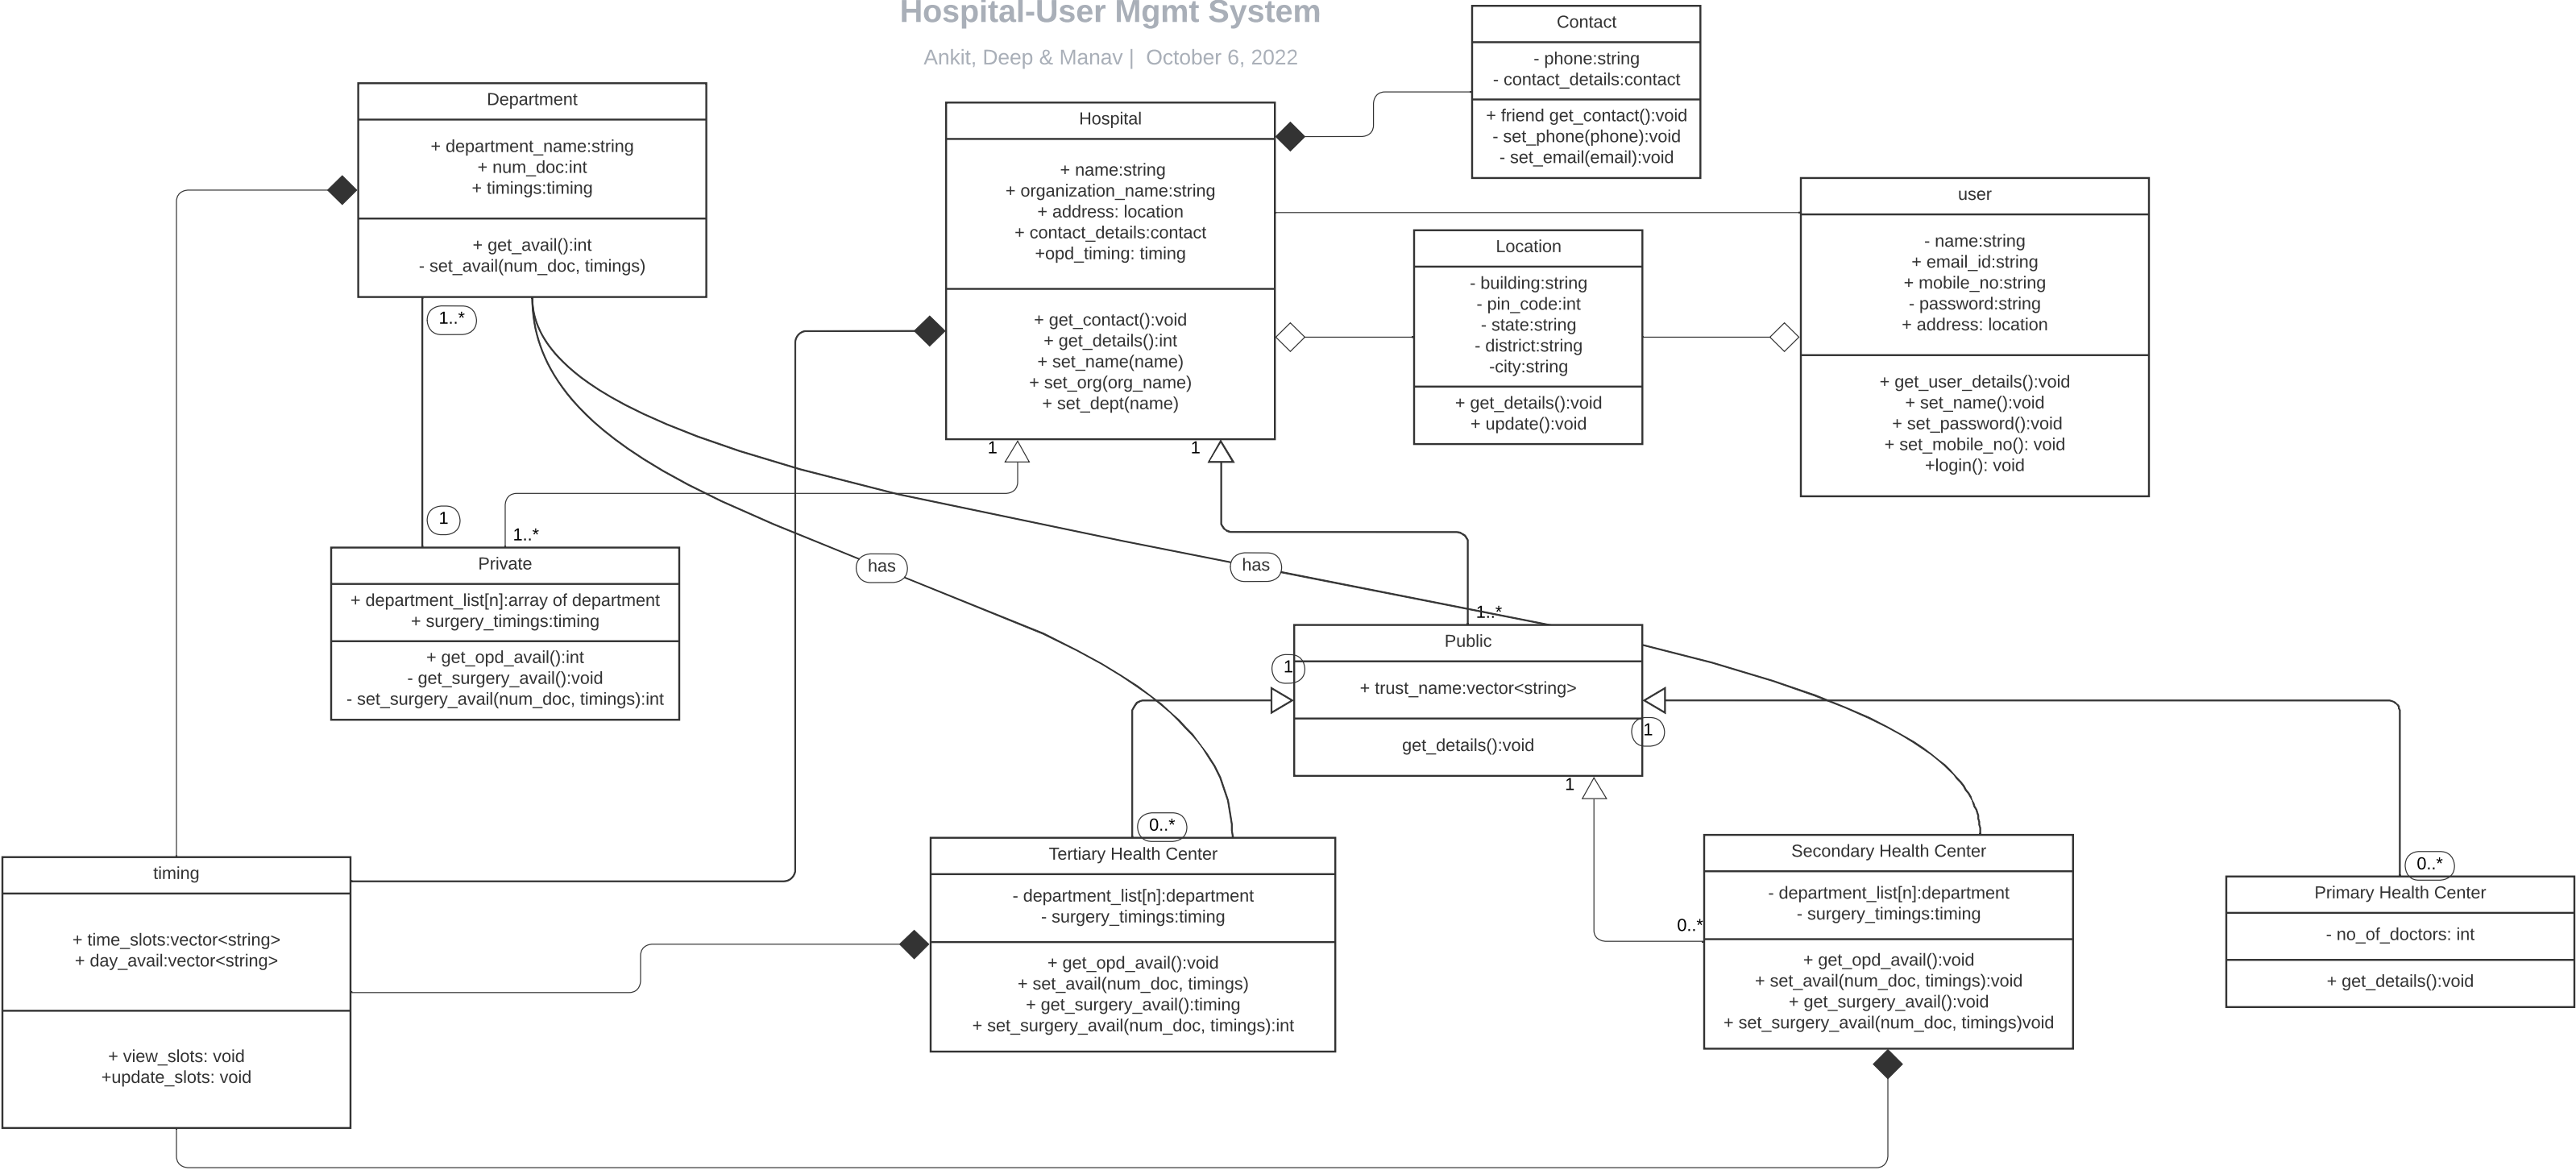 Hospital-User Mgmt System
Ankit, Deep & Manav | October 6, 2022
Contact
- phone:string
- contact_details:contact
+ friend get_contact():void
- set_phone(phone):void
- set_email(email):void
Department
+ department_name:string
+ num_doc:int
+ timings:timing
+ get_avail():int
- set_avail(num_doc, timings)
Hospital
+ name:string
+ organization_name:string
+ address: location
+ contact_details:contact
+opd_timing: timing
+ get_contact():void
+ get_details():int
+ set_name(name)
+ set_org(org_name)
+ set_dept(name)
user
- name:string
+ email_id:string
+ mobile_no:string
- password:string
+ address: location
+ get_user_details():void
+ set_name():void
+ set_password():void
+ set_mobile_no(): void
+login(): void
Location
- building:string
- pin_code:int
- state:string
- district:string
-city:string
+ get_details():void
+ update():void
1..*
1
1
1
1..*
has
has
1..*
Private
+ department_list[n]:array of department
+ surgery_timings:timing
+ get_opd_avail():int
- get_surgery_avail():void
- set_surgery_avail(num_doc, timings):int
Public
+ trust_name:vector<string>
get_details():void
1
1
1
0..*
0..*
0..*
timing
+ time_slots:vector<string>
+ day_avail:vector<string>
+ view_slots: void
+update_slots: void
Tertiary Health Center
- department_list[n]:department
- surgery_timings:timing
+ get_opd_avail():void
+ set_avail(num_doc, timings)
+ get_surgery_avail():timing
+ set_surgery_avail(num_doc, timings):int
Secondary Health Center
- department_list[n]:department
- surgery_timings:timing
+ get_opd_avail():void
+ set_avail(num_doc, timings):void
+ get_surgery_avail():void
+ set_surgery_avail(num_doc, timings)void
Primary Health Center
- no_of_doctors: int
+ get_details():void